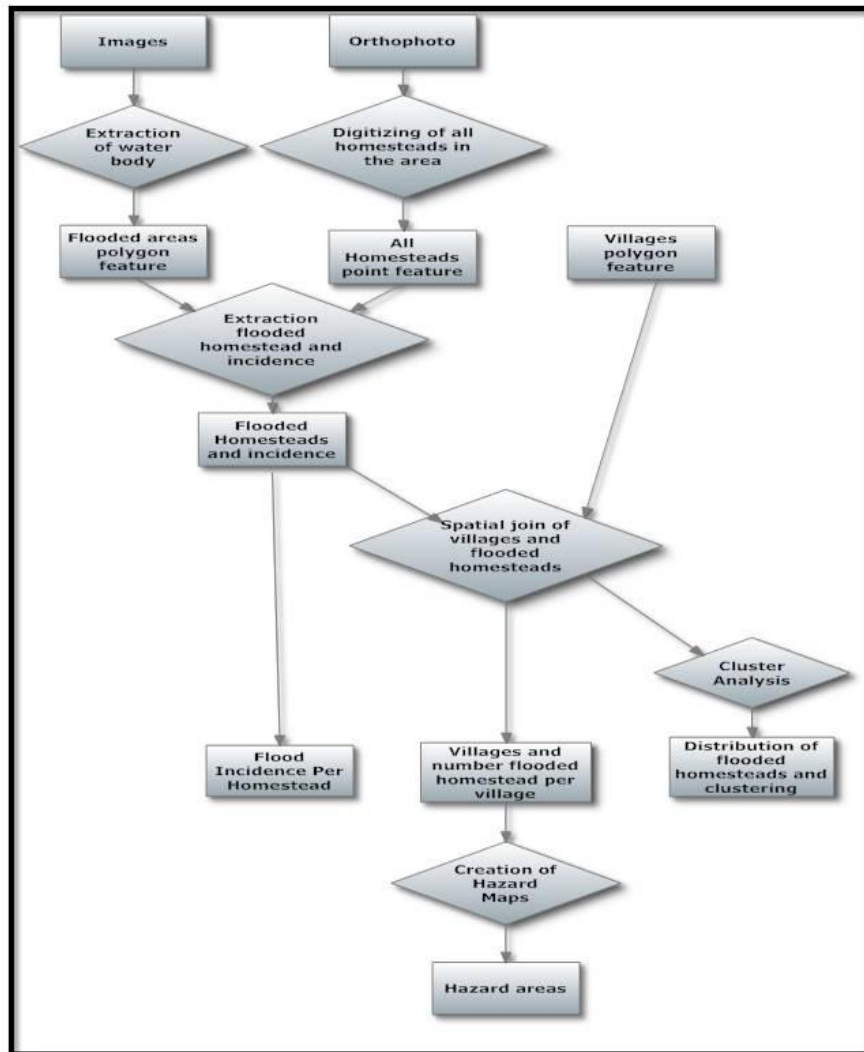 Images
Orthophoto
Extraction
of water
body
Digitizing of all
homesteads in
the area
Flooded areas
polygon
feature
All
Homesteads
point feature
Villages
polygon
feature
Extraction
flooded
homestead and
incidence
Flooded
Homesteads
and incidence
Spatial join of
villages and
flooded
homesteads
Cluster
Analysis
Flood
Incidence Per
Homestead
Villages and
number flooded
homestead per
village
Distribution of
flooded
homesteads and
clustering
Creation of
Hazard
Maps
Hazard areas